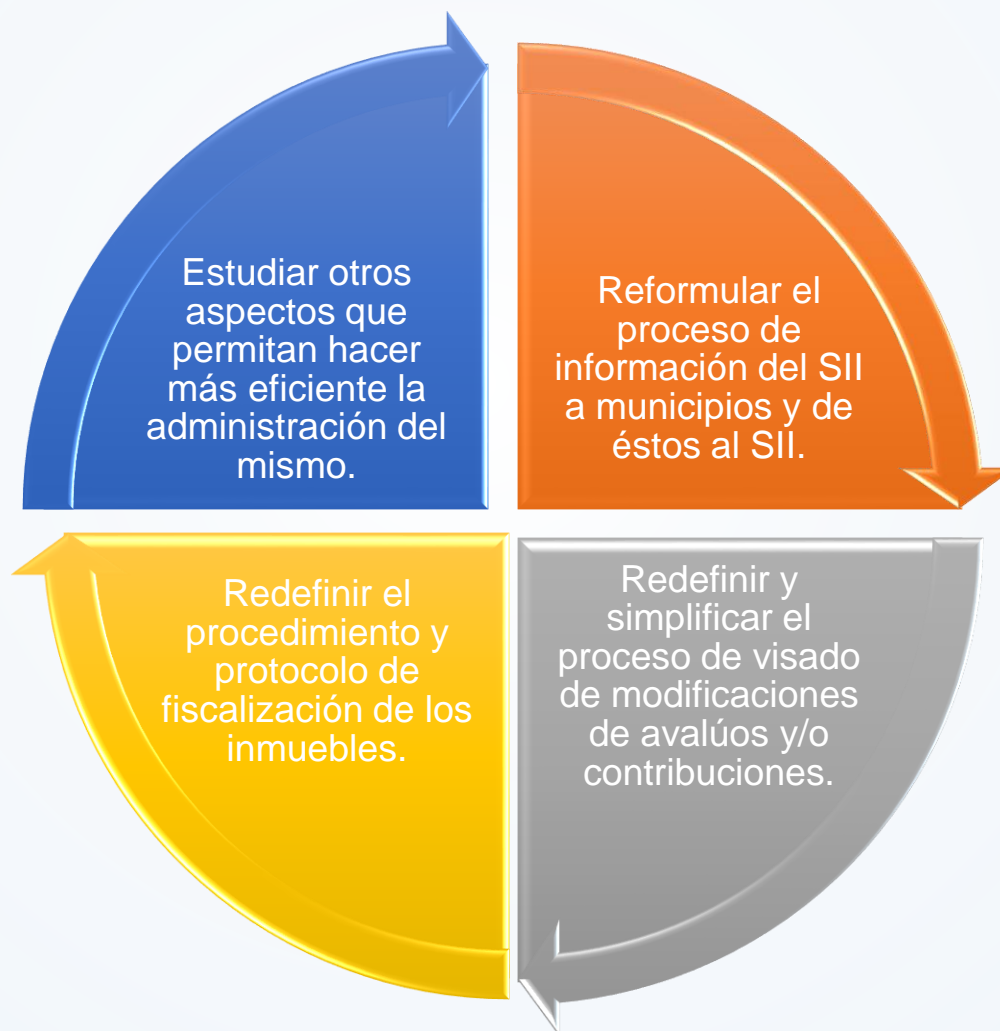 Estudiar otros
aspectos que
permitan hacer
más eficiente la
administración del
mismo.
Reformular el
proceso de
información del SII
a municipios y de
éstos al SII.
Redefinir el
procedimiento y
protocolo de
fiscalización de los
inmuebles.
Redefinir y
simplificar el
proceso de visado
de modificaciones
de avalúos y/o
contribuciones.